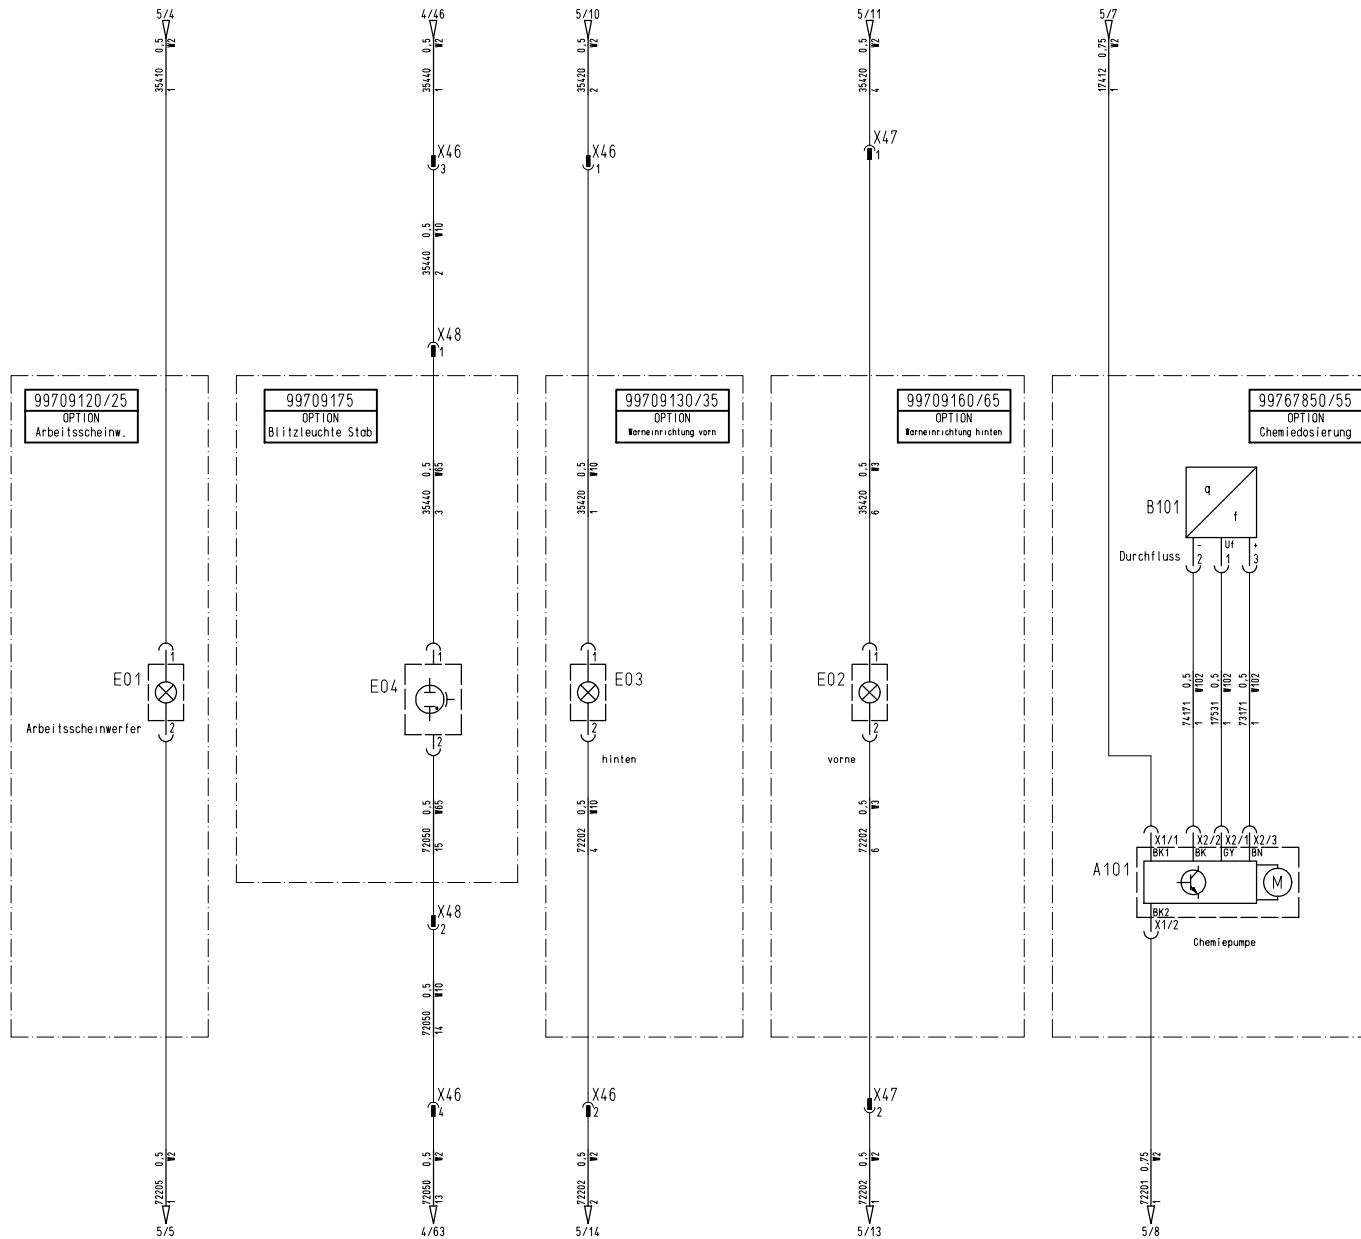 5/4
4/46
5/10
5/11
5/7
35410 0,5
1 W2
35440 0,5
1 W2
35420 0,5
2 W2
35420 0,5
4 W2
17412 0,75
1 W2
X46
3
X46
1
X47
1
35440 0,5
2 W10
X48
1
99709120/25
OPTION
Arbeitsscheinw.
99709175
OPTION
Blitzleuchte Stab
99709130/35
OPTION
Warneinrichtung vorn
99709160/65
OPTION
Warneinrichtung hinten
99767850/55
OPTION
Chemiedosierung
35440 0,5
3 W65
35420 0,5
1 W10
35420 0,5
6 W3
B101
q
f
Durchfluss
- Uf +
2 1 3
E01
1
2
Arbeitsscheinwerfer
E04
1
2
E03
1
2
hinten
E02
1
2
vorne
74171 0,5
1 W102
17531 0,5
1 W102
73171 0,5
1 W102
72050 0,5
15 W65
72202 0,5
4 W10
72202 0,5
6 W3
X1/1 X2/2 X2/1 X2/3
BK1 BK GY BN
A101
M
BK2
X1/2
Chemiepumpe
X48
2
72050 0,5
14 W10
X46
4
X46
2
X47
2
72205 0,5
1 W2
72050 0,5
13 W2
72202 0,5
2 W2
72202 0,5
1 W2
72201 0,75
1 W2
5/5
4/63
5/14
5/13
5/8